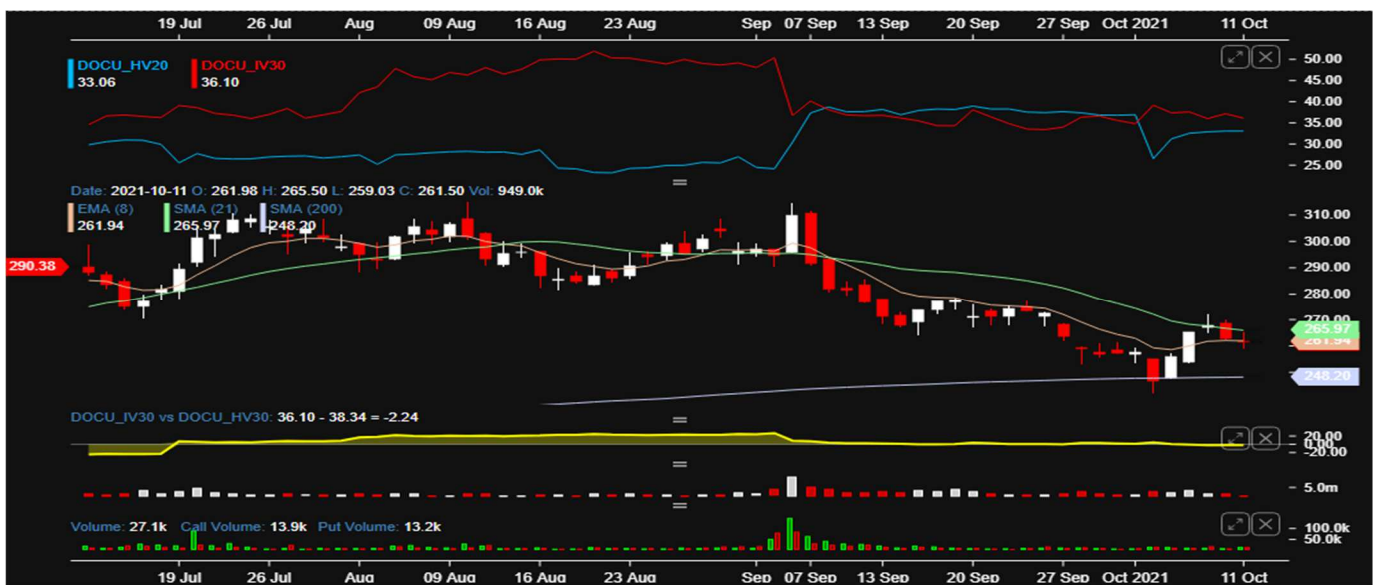 19 Jul 26 Jul Aug 09 Aug 16 Aug 23 Aug Sep 07 Sep 13 Sep 20 Sep 27 Sep Oct 2021 11 Oct
DOCU_HV20 DOCU_IV30
33.06 36.10
50.00
45.00
40.00
35.00
30.00
25.00
Date: 2021-10-11 O: 261.98 H: 265.50 L: 259.03 C: 261.50 Vol: 949.0k
EMA (8) SMA (21) SMA (200)
261.94 265.97 248.20
310.00
300.00
290.00
290.38
280.00
270.00
265.97
261.94
248.20
DOCU_IV30 vs DOCU_HV30: 36.10 - 38.34 = -2.24
20.00
0.00
-20.00
5.0m
Volume: 27.1k Call Volume: 13.9k Put Volume: 13.2k
100.0k
50.0k
19 Jul 26 Jul Aug 09 Aug 16 Aug 23 Aug Sep 07 Sep 13 Sep 20 Sep 27 Sep Oct 2021 11 Oct